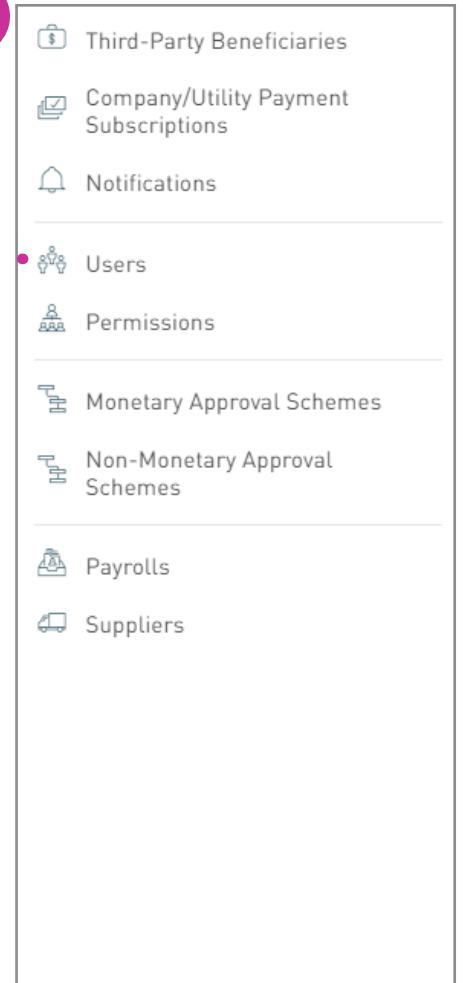 Third-Party Beneficiaries
Company/Utility Payment
Subscriptions
Notifications
Users
Permissions
Monetary Approval Schemes
Non-Monetary Approval
Schemes
Payrolls
Suppliers